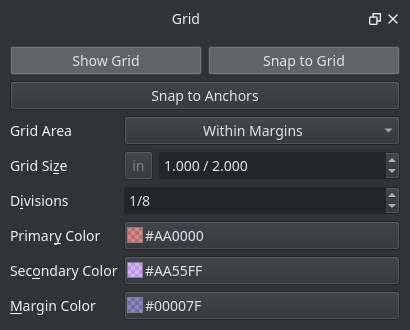 Grid
Show Grid
Snap to Grid
Snap to Anchors
Grid Area
Within Margins
Grid Size
in
1.000 / 2.000
Divisions
1/8
Primary Color
#AA0000
Secondary Color
#AA55FF
Margin Color
#00007F